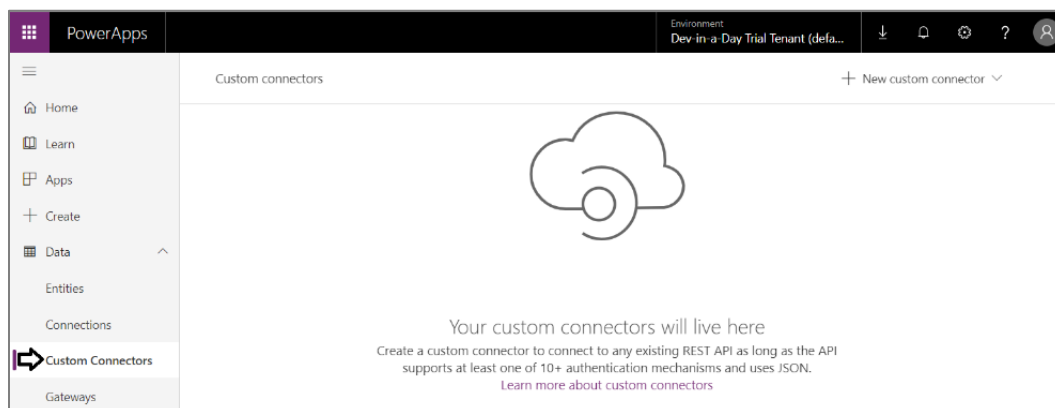 PowerApps
Environment
Dev-in-a-Day Trial Tenant (defa...
?
Custom connectors
New custom connector
Home
Learn
Apps
Create
Data
Entities
Connections
Custom Connectors
Gateways
Your custom connectors will live here
Create a custom connector to connect to any existing REST API as long as the API
supports at least one of 10+ authentication mechanisms and uses JSON.
Learn more about custom connectors